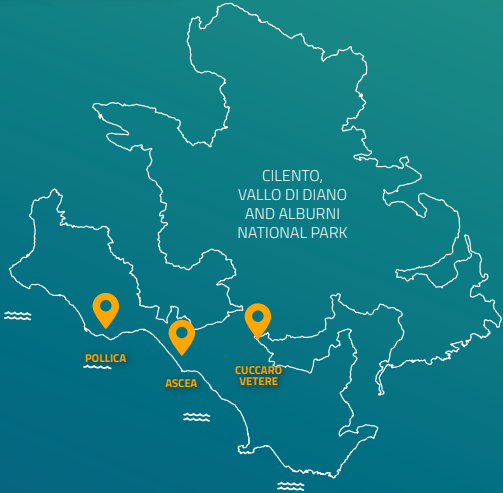 CILENTO,
VALLO DI DIANO
AND ALBURNI
NATIONAL PARK
POLLICA
ASCEA
CUCCARO
VETERE